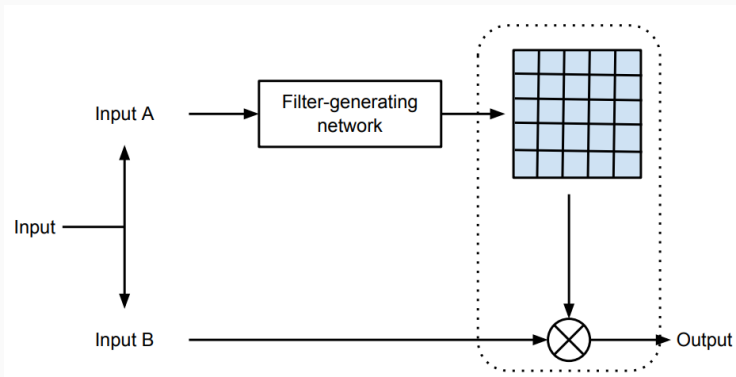 Input A
Filter-generating
network
Input
Input B
Output